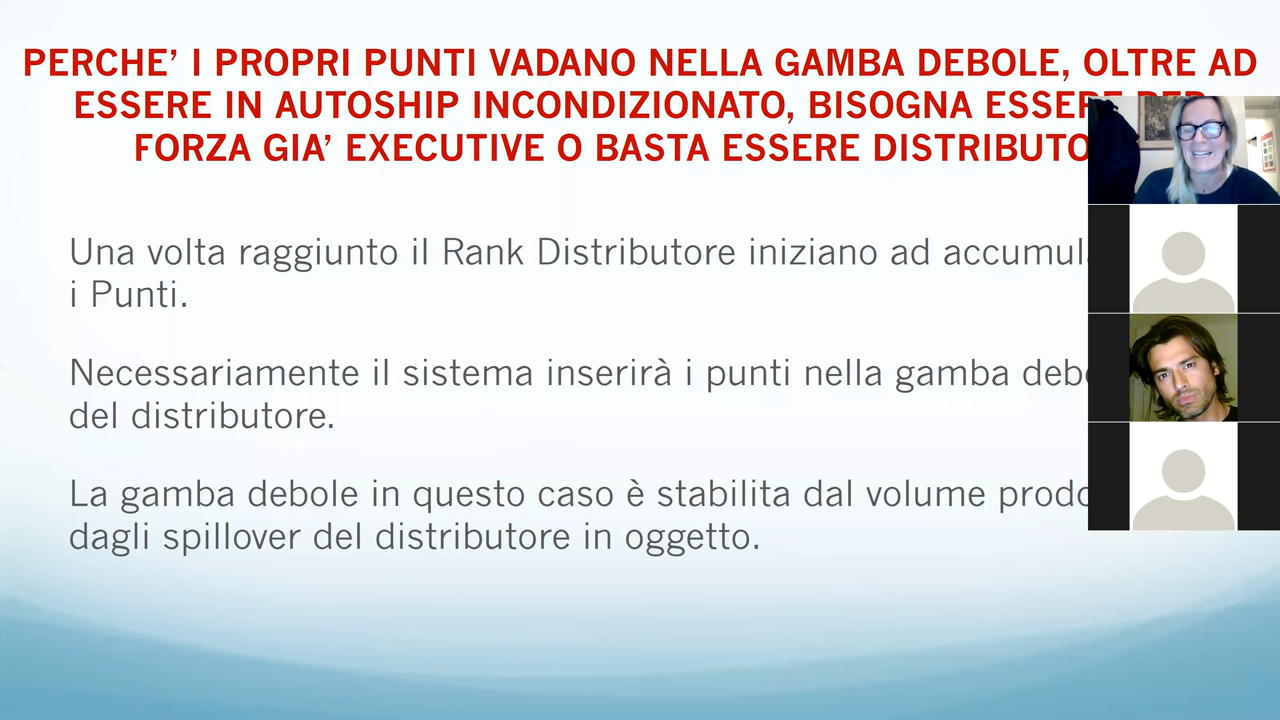 PERCHE’ I PROPRI PUNTI VADANO NELLA GAMBA DEBOLE, OLTRE AD
ESSERE IN AUTOSHIP INCONDIZIONATO, BISOGNA ESSERE PER
FORZA GIA’ EXECUTIVE O BASTA ESSERE
Una volta raggiunto il Rank Distributore iniziano ad
i Punti.
Necessariamente il sistema inserirà i punti nella gamba
del distributore.
La gamba debole in questo caso è stabilita dal volume
dagli spillover del distributore in oggetto.